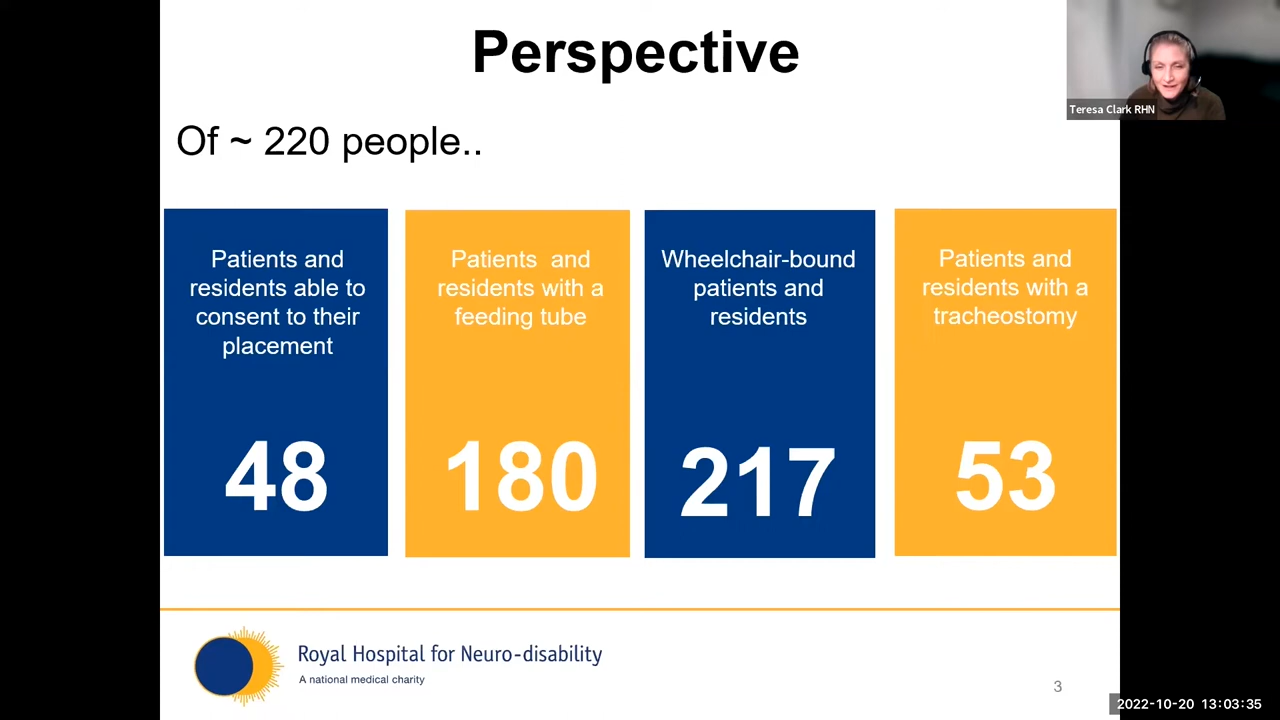 Perspective
Teresa Clark RHN
Of ~ 220 people..
Patients and
residents able to
consent to their
placement
48
Patients and
residents with a
feeding tube
180
Wheelchair-bound
patients and
residents
217
Patients and
residents with a
tracheostomy
53
Royal Hospital for Neuro-disability
A national medical charity
3
2022-10-20 13:03:35